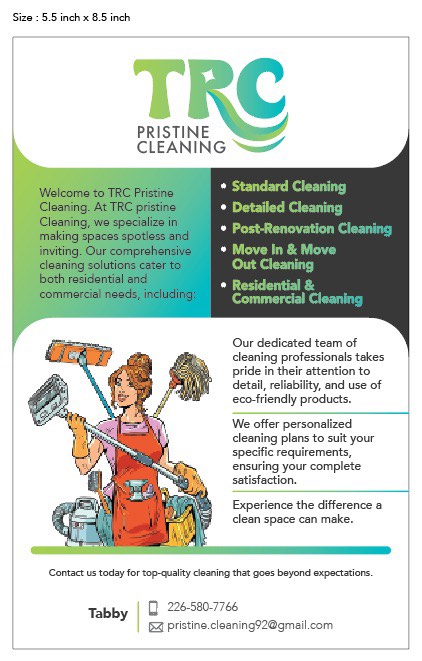 Size : 5.5 inch x 8.5 inch
TRC
PRISTINE
CLEANING
Welcome to TRC Pristine
Cleaning. At TRC pristine
Cleaning, we specialize in
making spaces spotless and
inviting. Our comprehensive
cleaning solutions cater to
both residential and
commercial needs, including:
• Standard Cleaning
• Detailed Cleaning
• Post-Renovation Cleaning
• Move In & Move
Out Cleaning
• Residential &
Commercial Cleaning
Our dedicated team of
cleaning professionals takes
pride in their attention to
detail, reliability, and use of
eco-friendly products.
We offer personalized
cleaning plans to suit your
specific requirements,
ensuring your complete
satisfaction.
Experience the difference a
clean space can make.
Contact us today for top-quality cleaning that goes beyond expectations.
Tabby
226-580-7766
pristine.cleaning92@gmail.com